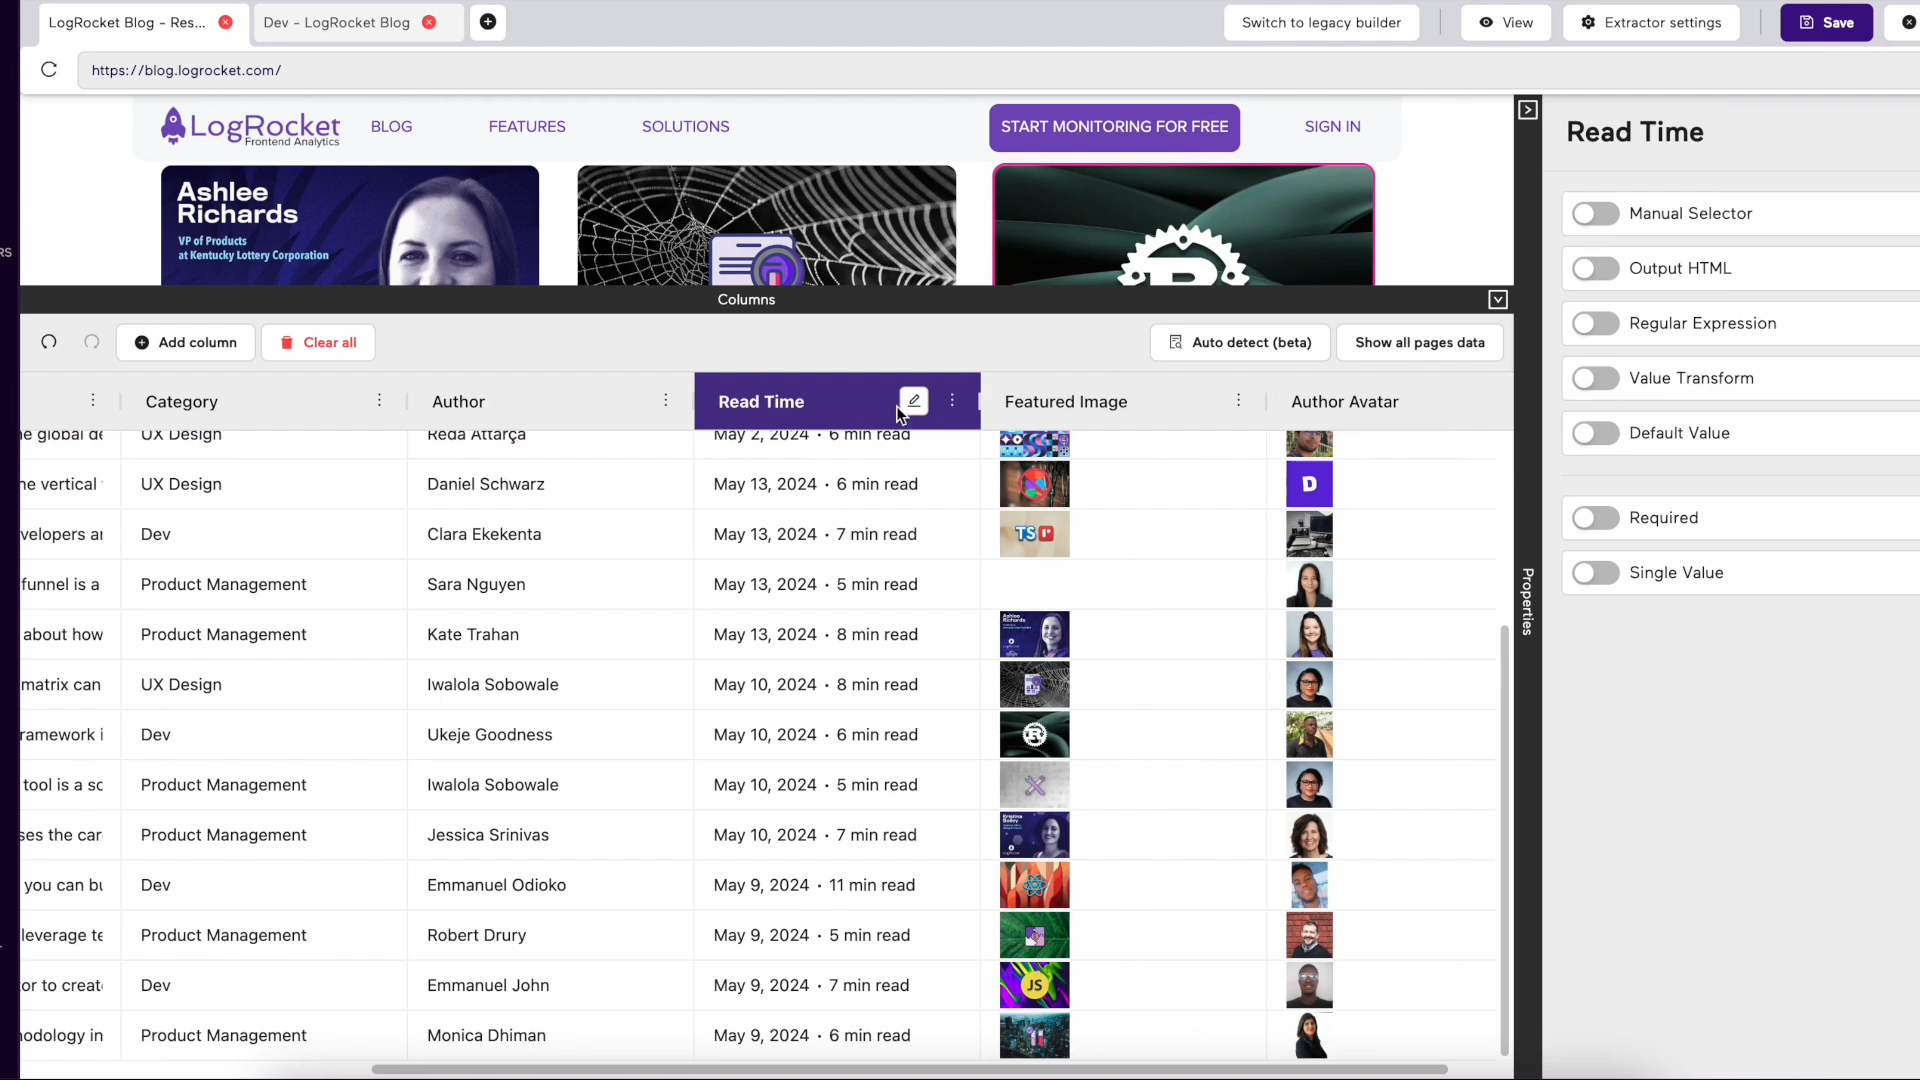 LogRocket Blog - Res...
Dev - LogRocket Blog
Switch to legacy builder
View
Extractor settings
Save
https://blog.logrocket.com/
LogRocket
Frontend Analytics
BLOG
FEATURES
SOLUTIONS
START MONITORING FOR FREE
SIGN IN
Ashlee
Richards
VP of Products
at Kentucky Lottery Corporation
RS
Columns
Add column
Clear all
Auto detect (beta)
Show all pages data
Category
Author
Read Time
Featured Image
Author Avatar
e global de UX Design Reda Attarça May 2, 2024 • 6 min read
ne vertical UX Design Daniel Schwarz May 13, 2024 • 6 min read
D
velopers ar Dev Clara Ekekenta May 13, 2024 • 7 min read
TS
funnel is a Product Management Sara Nguyen May 13, 2024 • 5 min read
about how Product Management Kate Trahan May 13, 2024 • 8 min read
Ashlee
Richards
matrix can UX Design Iwalola Sobowale May 10, 2024 • 8 min read
ramework i Dev Ukeje Goodness May 10, 2024 • 6 min read
R
tool is a sc Product Management Iwalola Sobowale May 10, 2024 • 5 min read
ses the car Product Management Jessica Srinivas May 10, 2024 • 7 min read
Kristina
Bailey
you can bu Dev Emmanuel Odioko May 9, 2024 • 11 min read
leverage te Product Management Robert Drury May 9, 2024 • 5 min read
or to create Dev Emmanuel John May 9, 2024 • 7 min read
JS
nodology in Product Management Monica Dhiman May 9, 2024 • 6 min read
Properties
Read Time
Manual Selector
Output HTML
Regular Expression
Value Transform
Default Value
Required
Single Value